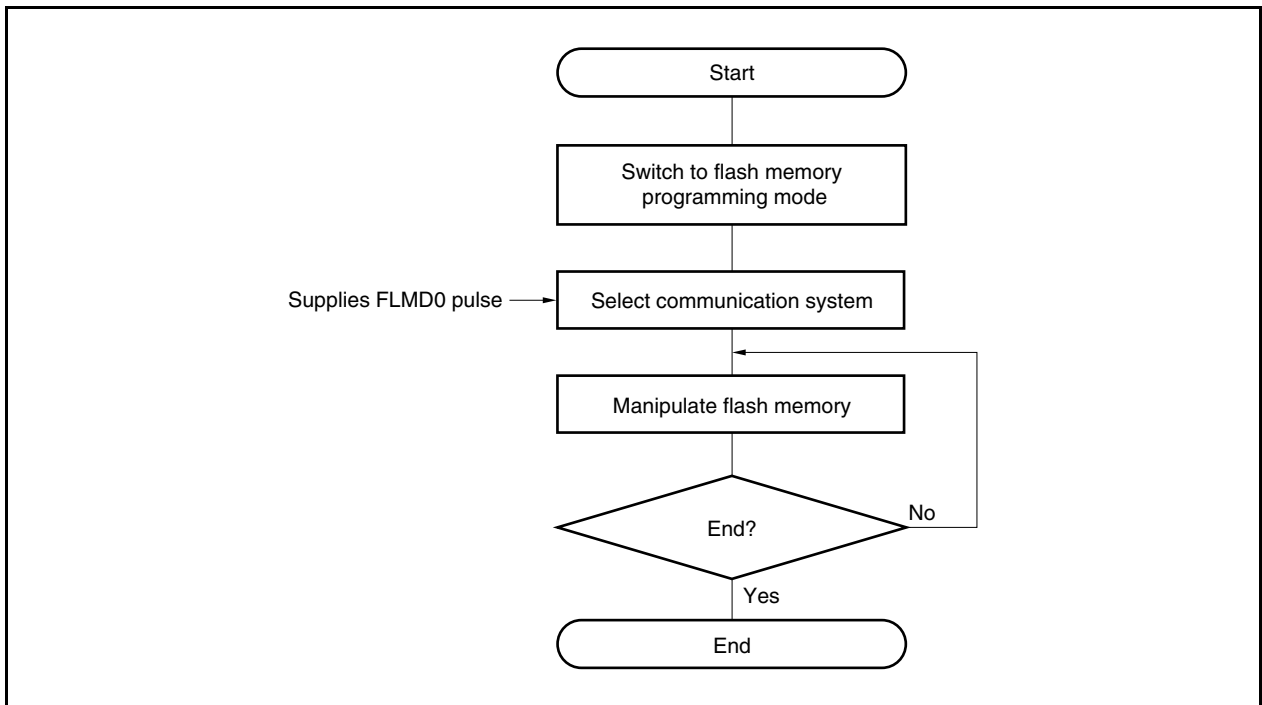 Start
Switch to flash memory
programming mode
Supplies FLMD0 pulse
Select communication system
Manipulate flash memory
End?
No
Yes
End